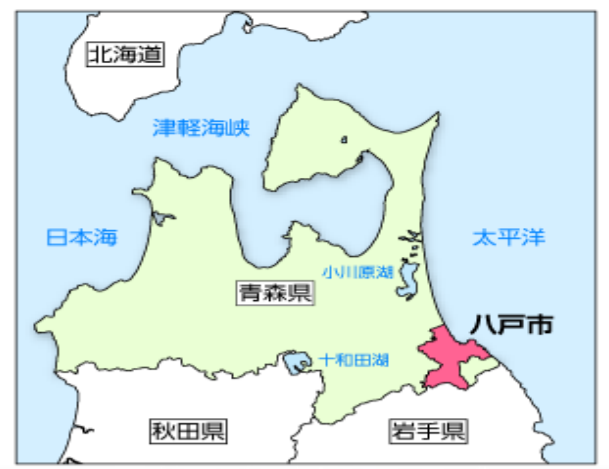 北海道
津軽海峡
日本海
太平洋
小川原湖
青森県
八戸市
十和田湖
秋田県
岩手県